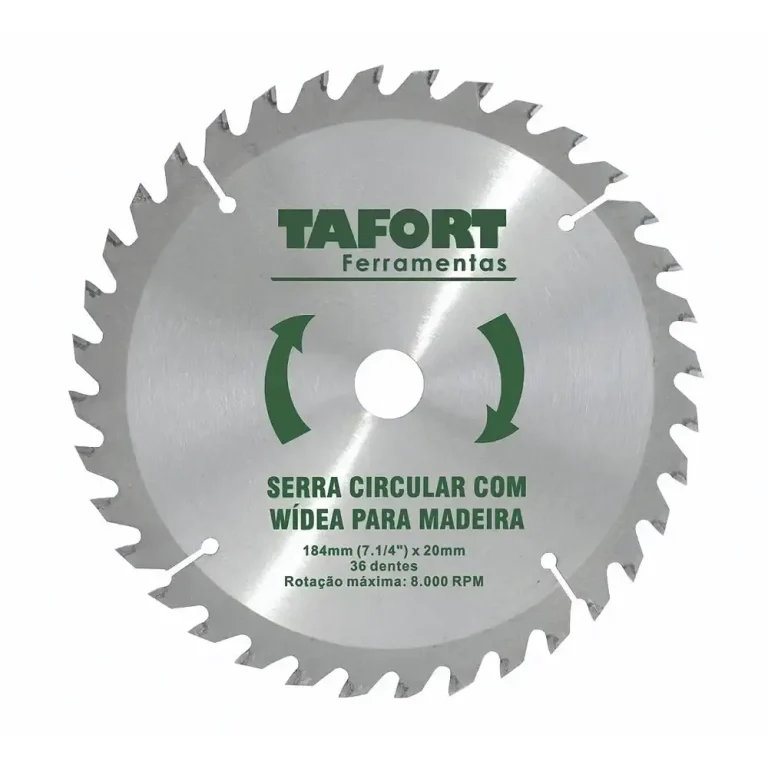 TAFORT
Ferramentas
SERRA CIRCULAR COM
WÍDEA PARA MADEIRA
184mm (7.1/4") x 20mm
36 dentes
Rotação máxima: 8.000 RPM